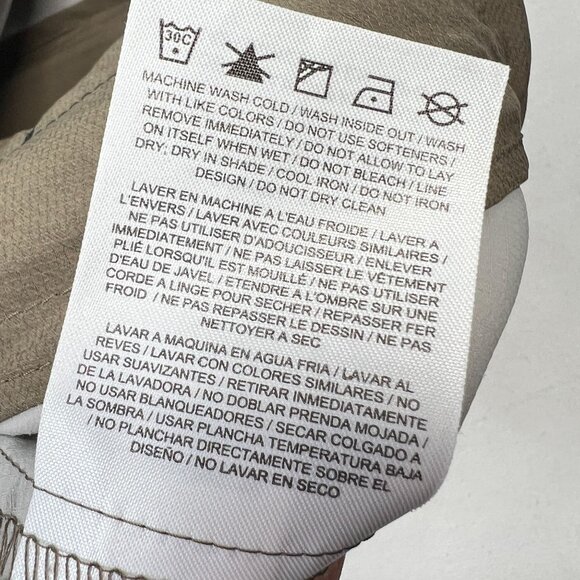 30C
MACHINE WASH COLD / WASH INSIDE OUT / WASH
WITH LIKE COLORS / DO NOT USE SOFTENERS /
REMOVE IMMEDIATELY / DO NOT ALLOW TO LAY
ON ITSELF WHEN WET / DO NOT BLEACH / LINE
DRY: DRY IN SHADE / COOL IRON / DO NOT IRON
DESIGN / DO NOT DRY CLEAN
LAVER EN MACHINE A L'EAU FROIDE / LAVER A
L'ENVERS / LAVER AVEC COULEURS SIMILAIRES /
NE PAS UTILISER D'ADOUCISSEUR / ENLEVER
IMMEDIATEMENT / NE PAS LAISSER LE VÊTEMENT
PLIÉ LORSQU'IL EST MOUILLÉ / NE PAS UTILISER
D'EAU DE JAVEL / ETENDRE A L'OMBRE SUR UNE
CORDE A LINGE POUR SECHER / REPASSER FER
FROID / NE PAS REPASSER LE DESSIN / NE PAS
NETTOYER A SEC
LAVAR A MAQUINA EN AGUA FRIA / LAVAR AL
REVES / LAVAR CON COLORES SIMILARES / NO
USAR SUAVIZANTES / RETIRAR INMEDIATAMENTE
DE LA LAVADORA / NO DOBLAR PRENDA MOJADA /
NO USAR BLANQUEADORES / SECAR COLGADO A
LA SOMBRA / USAR PLANCHA TEMPERATURA BAJA
/ NO PLANCHAR DIRECTAMENTE SOBRE EL
DISEÑO / NO LAVAR EN SECO